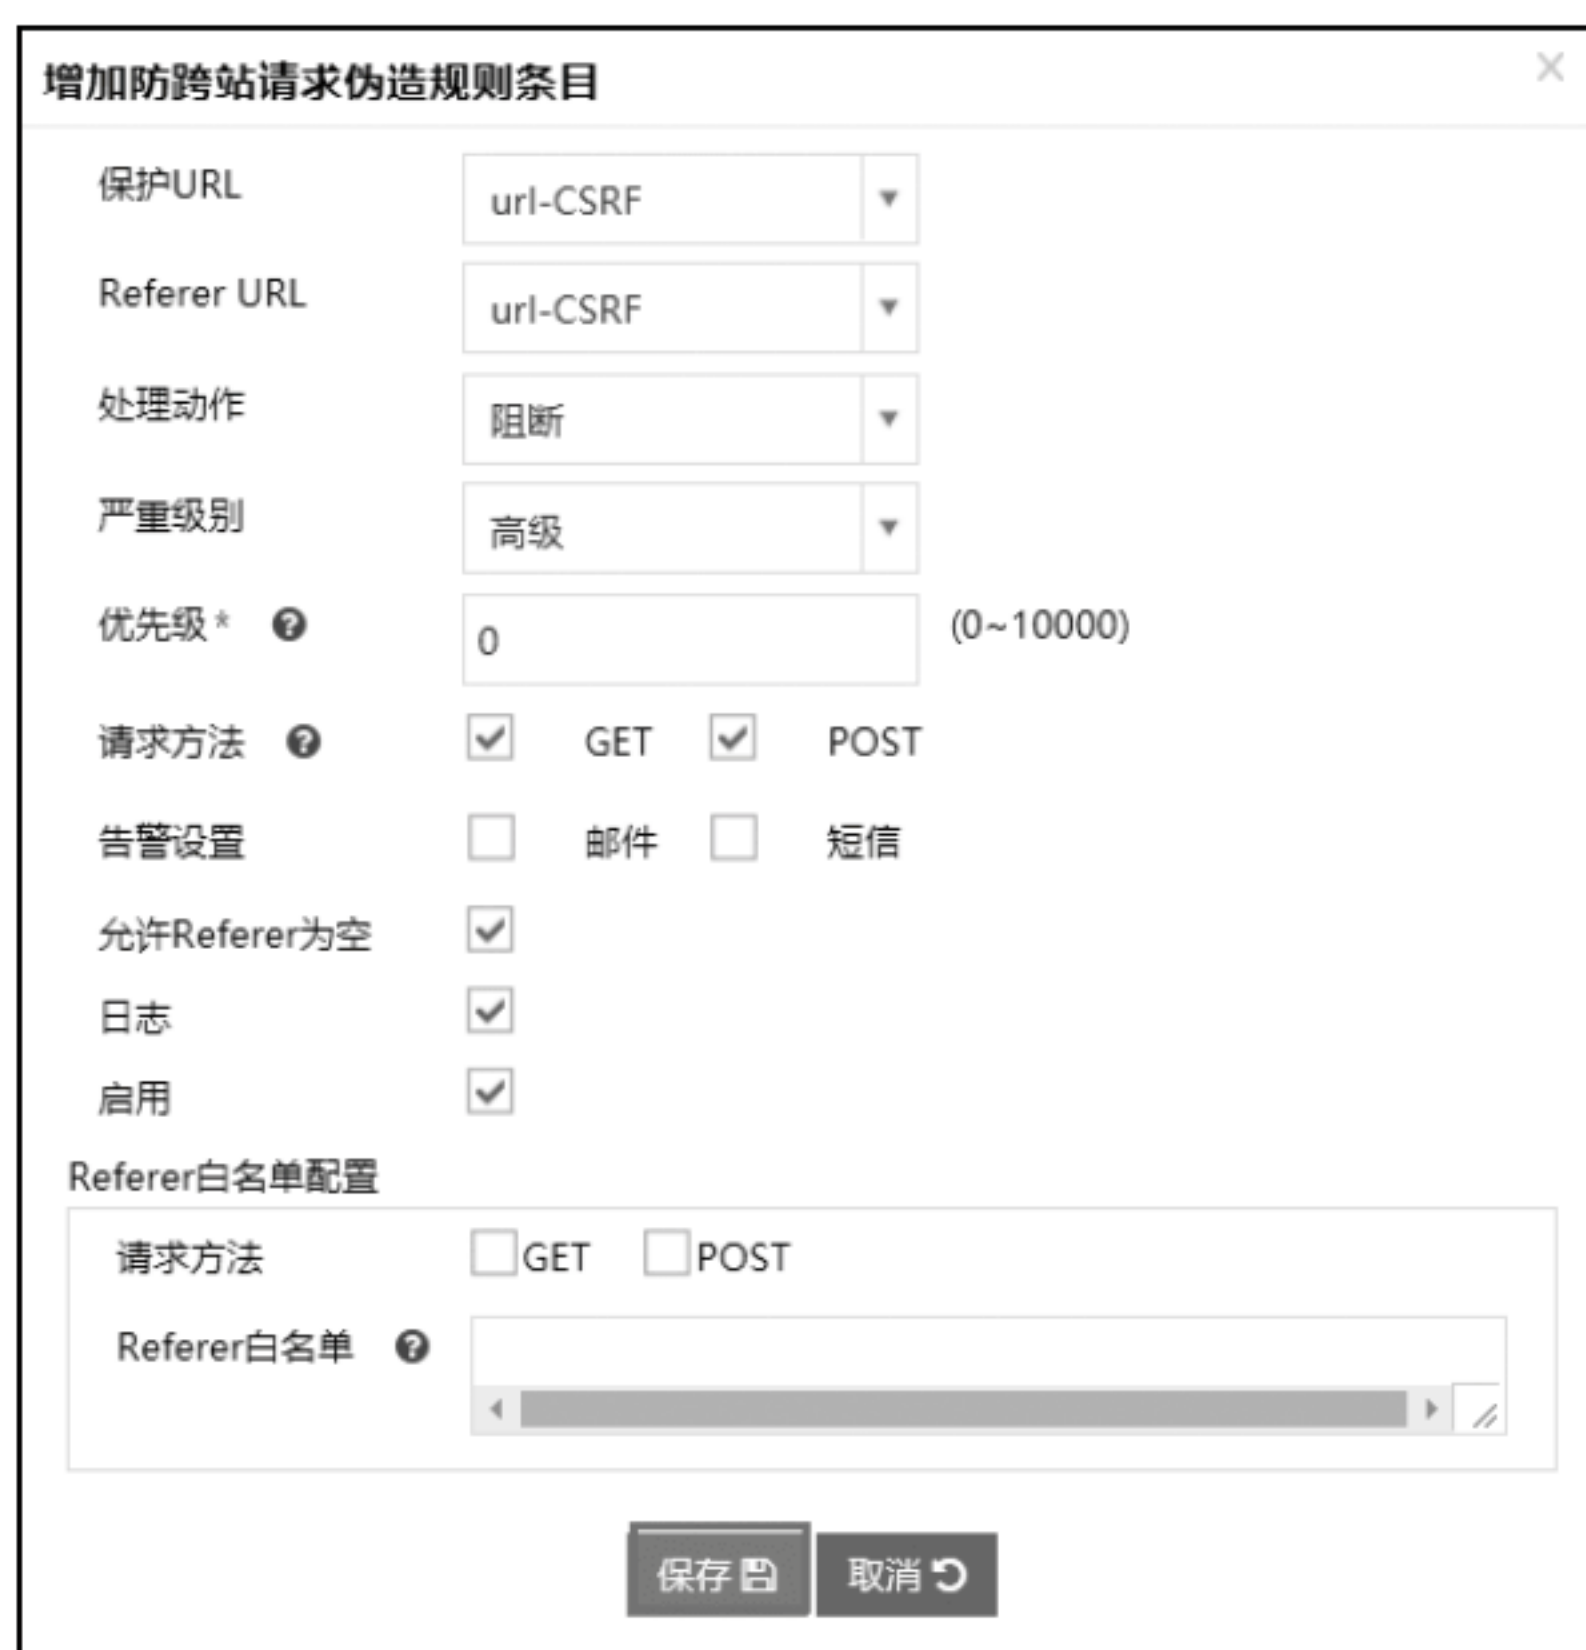 增加防跨站请求伪造规则条目 ×
保护URL url-CSRF
Referer URL url-CSRF
处理动作 阻断
严重级别 高级
优先级* 0 (0~10000)
请求方法 GET POST
告警设置 邮件 短信
允许Referer为空
日志
启用
Referer白名单配置
请求方法 GET POST
Referer白名单
保存 取消